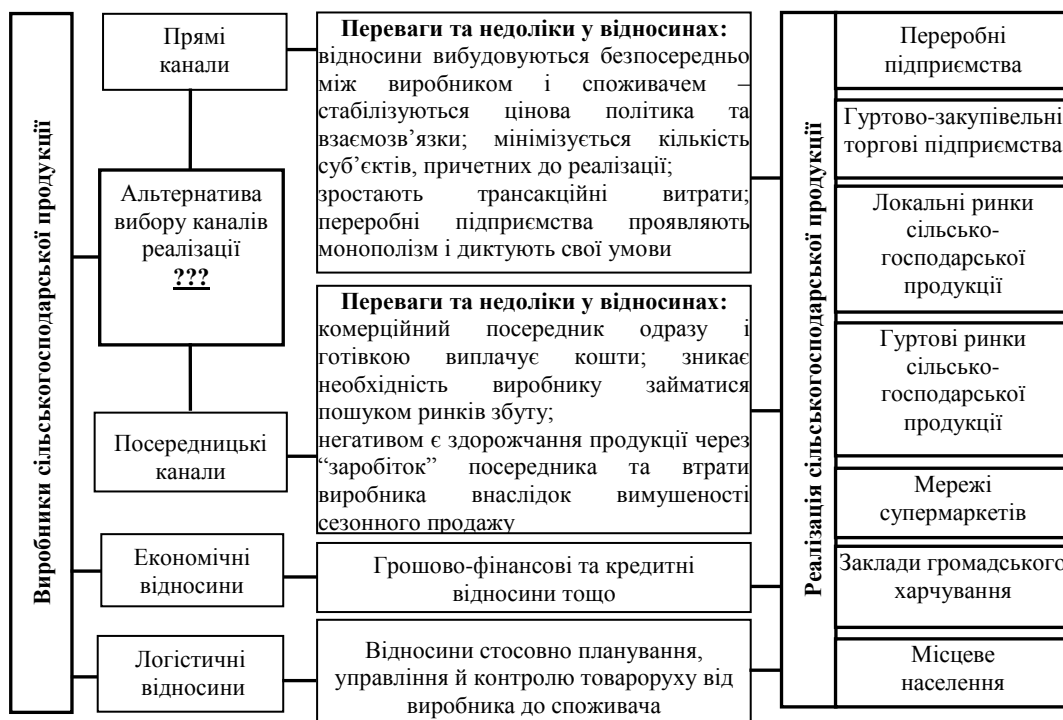 Виробники сільськогосподарської продукції
Прямі
канали
Альтернатива
вибору каналів
реалізації
???
Посередницькі
канали
Економічні
відносини
Логістичні
відносини
Переваги та недоліки у відносинах:
відносини вибудовуються безпосередньо
між виробником і споживачем –
стабілізуються цінова політика та
взаємозв’язки; мінімізується кількість
суб’єктів, причетних до реалізації;
зростають трансакційні витрати;
переробні підприємства проявляють
монополізм і диктують свої умови
Переваги та недоліки у відносинах:
комерційний посередник одразу і
готівкою виплачує кошти; зникає
необхідність виробнику займатися
пошуком ринків збуту;
негативом є здорожчання продукції через
“заробіток” посередника та втрати
виробника внаслідок вимушеності
сезонного продажу
Грошово-фінансові та кредитні
відносини тощо
Відносини стосовно планування,
управління й контролю товароруху від
виробника до споживача
Реалізація сільськогосподарської продукції
Переробні
підприємства
Гуртово-закупівельні
торгові підприємства
Локальні ринки
сільсько-
господарської
продукції
Гуртові ринки
сільсько-
господарської
продукції
Мережі
супермаркетів
Заклади громадського
харчування
Місцеве
населення